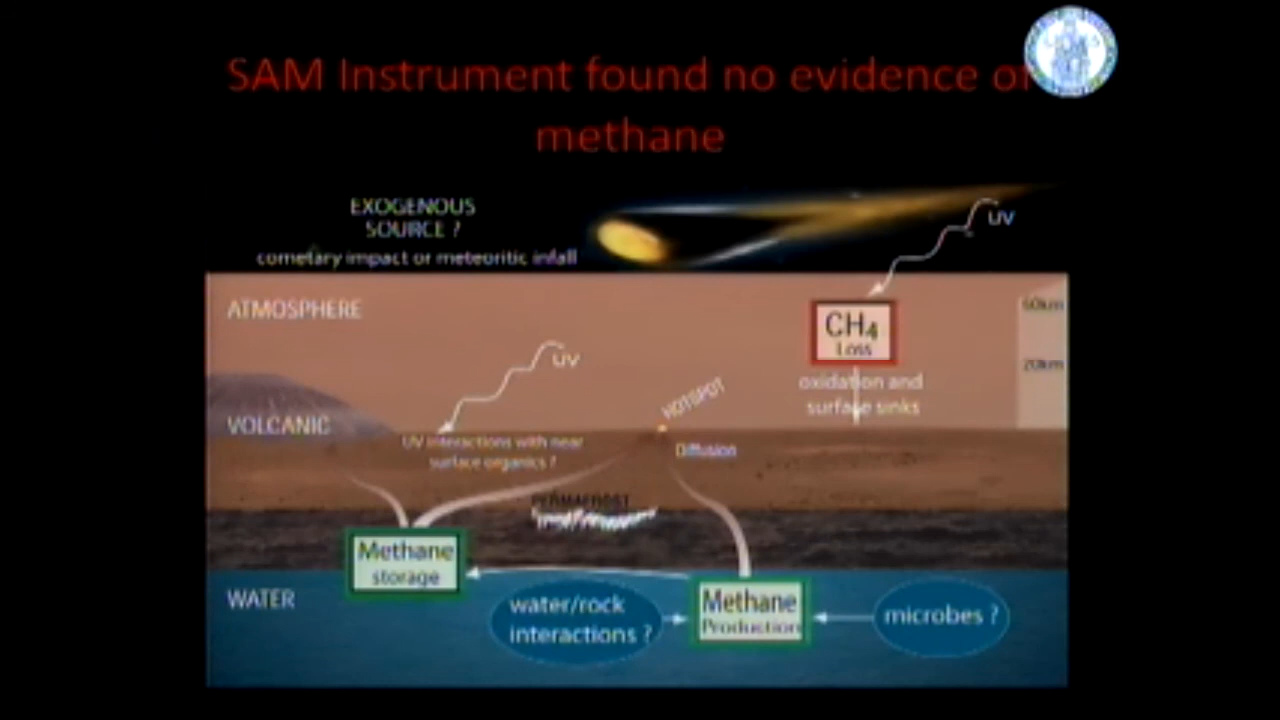 SAM Instrument found no evidence of
methane
EXOGENOUS
SOURCE ?
cometary impact or meteoritic infall
UV
ATMOSPHERE
CH4
Loss
60km
20km
oxidation and
surface sinks
UV
HOTSPOT
VOLCANIC
UV interactions with near
surface organics ?
Diffusion
PERMAFROST
Methane
storage
WATER
water/rock
interactions ?
Methane
Production
microbes ?